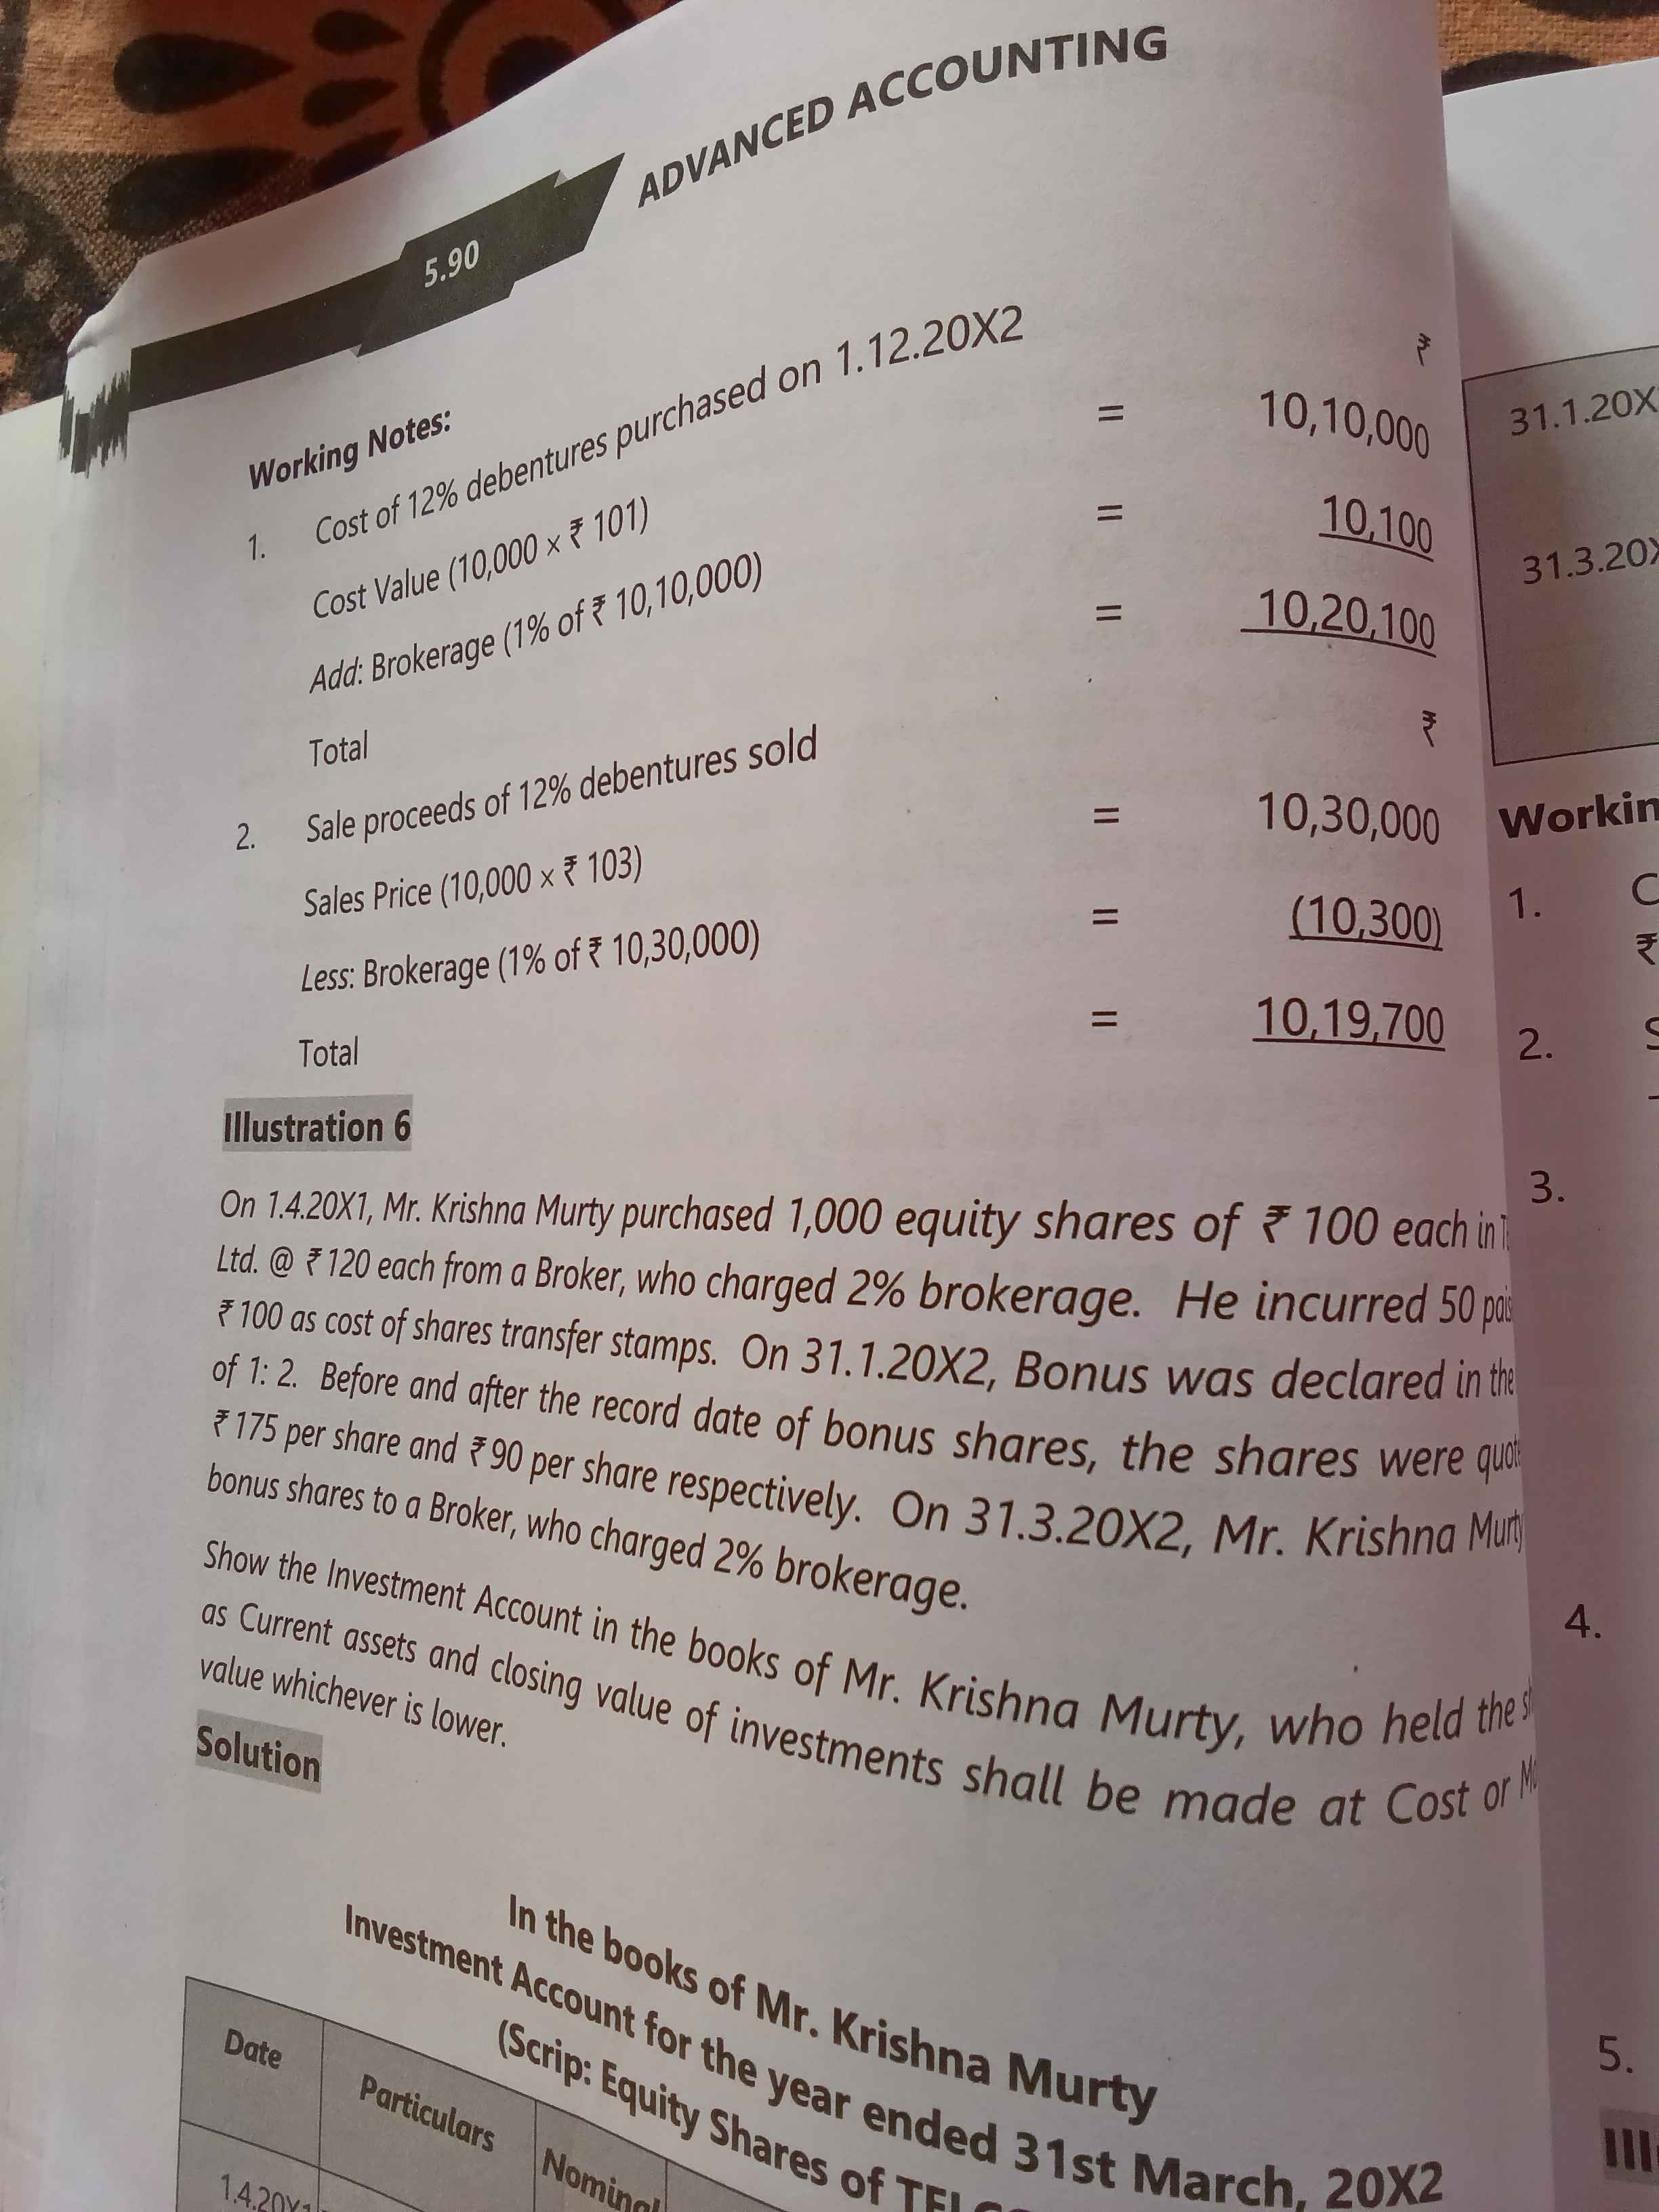 5.90
ADVANCED ACCOUNTING
Working Notes:
₹
1. Cost of 12% debentures purchased on 1.12.20X2
Cost Value (10,000 × ₹ 101) = 10,10,000
Add: Brokerage (1% of ₹ 10,10,000) = 10,100
Total = 10,20,100
₹
2. Sale proceeds of 12% debentures sold
Sales Price (10,000 × ₹ 103) = 10,30,000
Less: Brokerage (1% of ₹ 10,30,000) = (10,300)
Total = 10,19,700
Illustration 6
On 1.4.20X1, Mr. Krishna Murty purchased 1,000 equity shares of ₹ 100 each in
Ltd. @ ₹ 120 each from a Broker, who charged 2% brokerage. He incurred 50
₹ 100 as cost of shares transfer stamps. On 31.1.20X2, Bonus was declared in the
of 1: 2. Before and after the record date of bonus shares, the shares were
₹ 175 per share and ₹ 90 per share respectively. On 31.3.20X2, Mr. Krishna Murty
bonus shares to a Broker, who charged 2% brokerage.
Show the Investment Account in the books of Mr. Krishna Murty, who held the
as Current assets and closing value of investments shall be made at Cost or
value whichever is lower.
Solution
In the books of Mr. Krishna Murty
Investment Account for the year ended 31st March, 20X2
(Scrip: Equity Shares of
Date Particulars Nominal
31.1.20X
31.3.20X
1.
₹
2.
3.
4.
5.